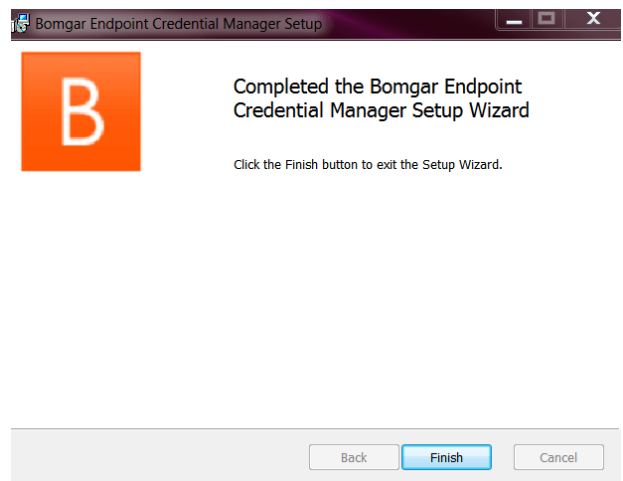 Bomgar Endpoint Credential Manager Setup
X
B
Completed the Bomgar Endpoint
Credential Manager Setup Wizard
Click the Finish button to exit the Setup Wizard.
Back Finish Cancel